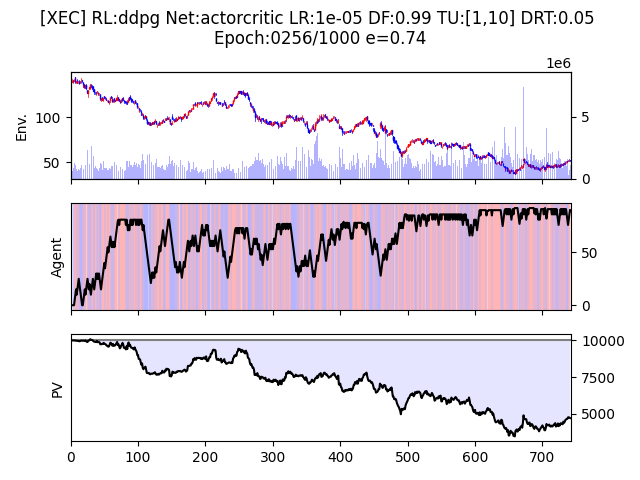 [XEC] RL:ddpg Net:actorcritic LR:1e-05 DF:0.99 TU:[1,10] DRT:0.05
Epoch:0256/1000 e=0.74
1e6
Env.
100
50
5
0
Agent
50
0
PV
10000
7500
5000
0 100 200 300 400 500 600 700